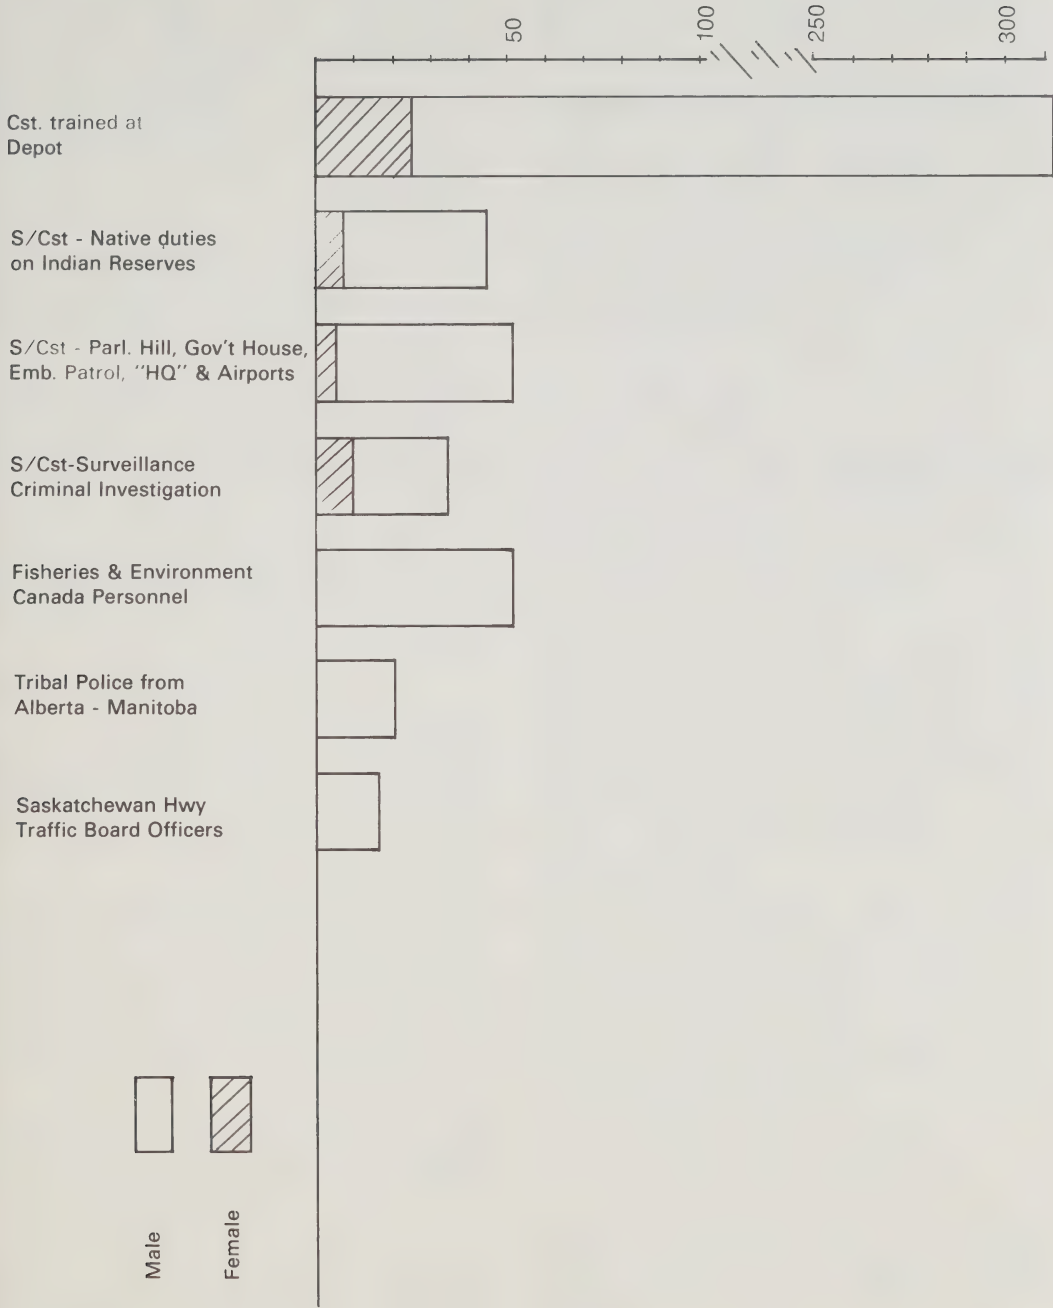 50
100
250
300
Cst. trained at
Depot
S/Cst - Native duties
on Indian Reserves
S/Cst - Parl. Hill, Gov't House,
Emb. Patrol, "HQ" & Airports
S/Cst-Surveillance
Criminal Investigation
Fisheries & Environment
Canada Personnel
Tribal Police from
Alberta - Manitoba
Saskatchewan Hwy
Traffic Board Officers
Male
Female